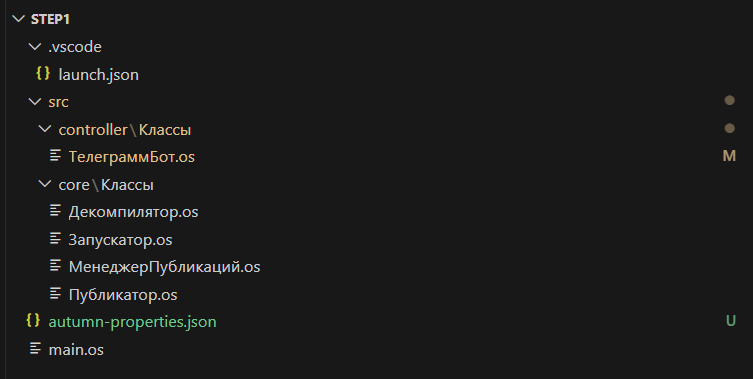 STEP1
.vscode
{} launch.json
src
controller\Классы
ТелеграммБот.os M
core\Классы
Декомпилятор.os
Запускатор.os
МенеджерПубликаций.os
Публикатор.os
{} autumn-properties.json U
main.os